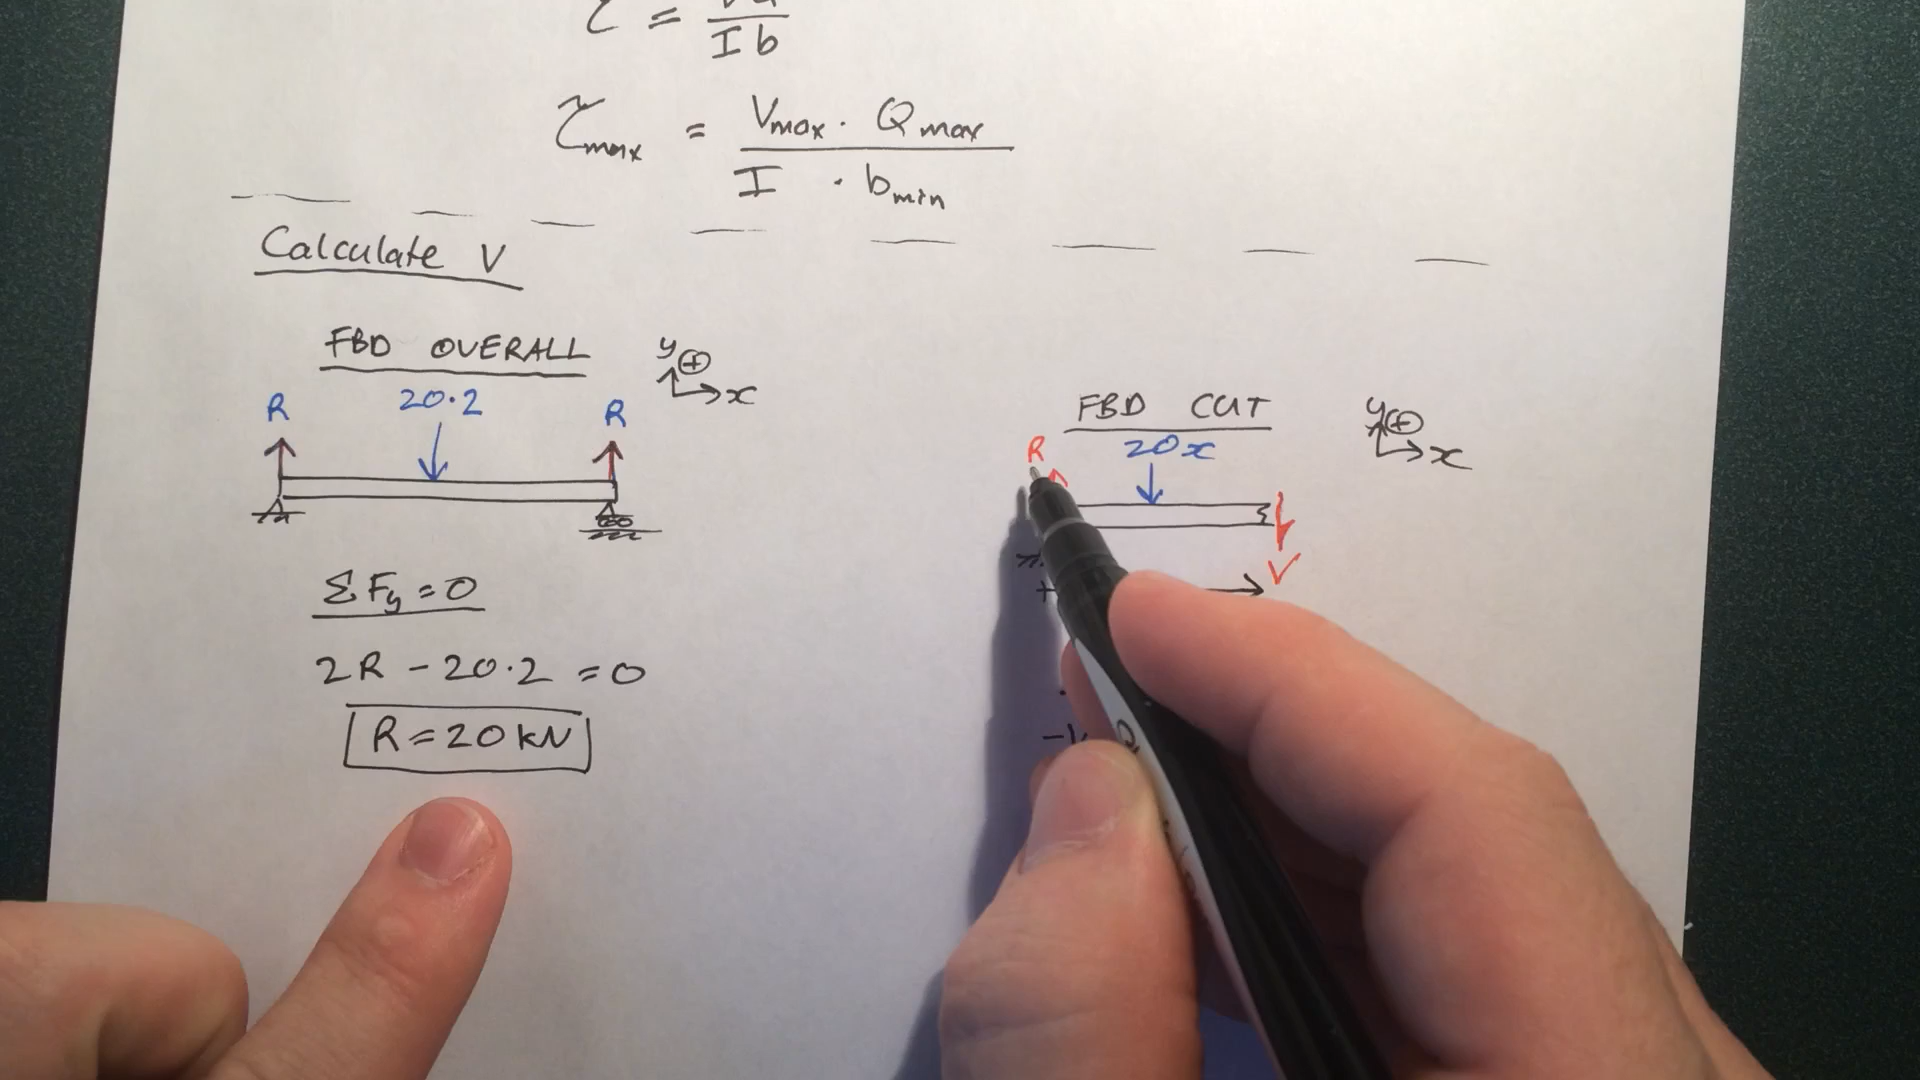 τ =
I b
τmax = Vmax · Qmax
I · bmin
Calculate V
FBD OVERALL
y + x
R 20·2 R
ΣFy = 0
2R - 20·2 = 0
R = 20 kN
FBD CUT
y + x
R 20x
V